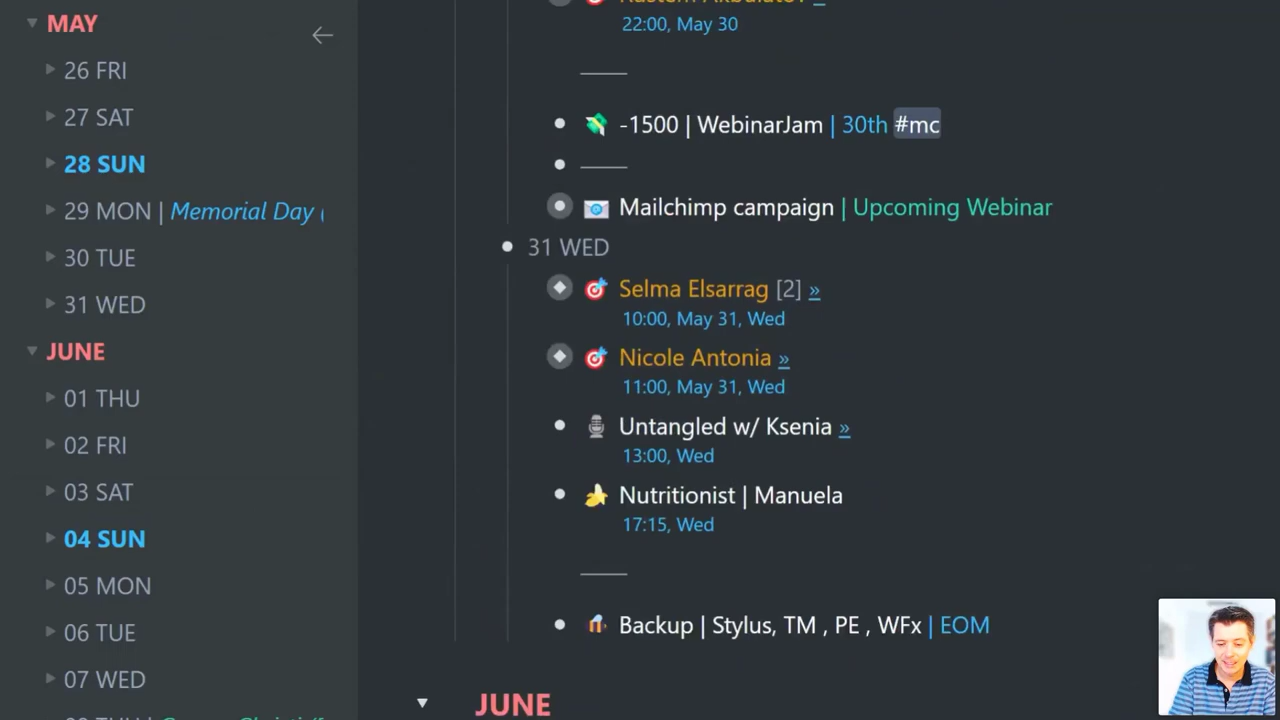 MAY
26 FRI
27 SAT
28 SUN
29 MON | Memorial Day (
30 TUE
31 WED
JUNE
01 THU
02 FRI
03 SAT
04 SUN
05 MON
06 TUE
07 WED
»
22:00, May 30
-1500 | WebinarJam | 30th #mc
Mailchimp campaign | Upcoming Webinar
31 WED
Selma Elsarrag [2] »
10:00, May 31, Wed
Nicole Antonia »
11:00, May 31, Wed
Untangled w/ Ksenia »
13:00, Wed
Nutritionist | Manuela
17:15, Wed
Backup | Stylus, TM , PE , WFx | EOM
JUNE